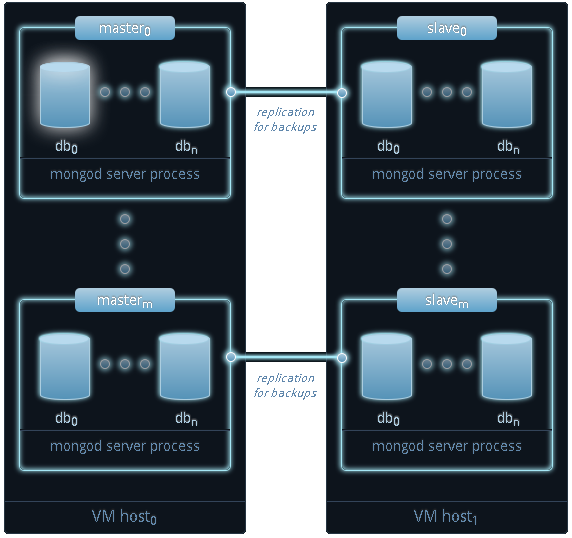 master₀
slave₀
replication
for backups
db₀
dbₙ
db₀
dbₙ
mongod server process
mongod server process
masterₘ
slaveₘ
replication
for backups
db₀
dbₙ
db₀
dbₙ
mongod server process
mongod server process
VM host₀
VM host₁